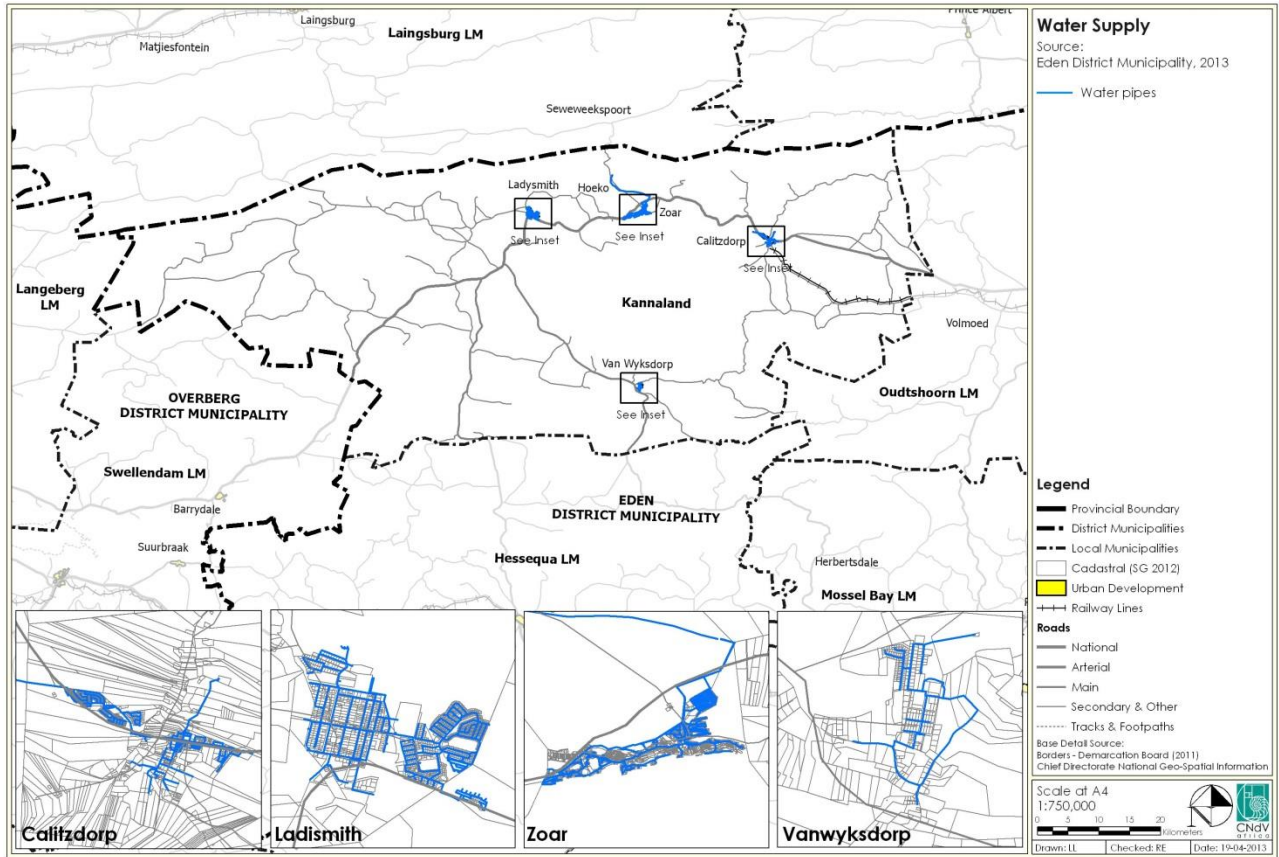 Laingsburg
Laingsburg LM
Prince Albert
Matjiesfontein
Seweweekspoort
Ladysmith
Hoeko
Zoar
See Inset
See Inset
Calitzdorp
See Inset
Langeberg
LM
Kannaland
Volmoed
Van Wyksdorp
See Inset
OVERBERG
DISTRICT MUNICIPALITY
Oudtshoorn LM
Swellendam LM
EDEN
DISTRICT MUNICIPALITY
Barrydale
Suurbraak
Hessequa LM
Herbertsdale
Mossel Bay LM
Calitzdorp
Ladismith
Zoar
Vanwyksdorp
Water Supply
Source:
Eden District Municipality, 2013
Water pipes
Legend
Provincial Boundary
District Municipalities
Local Municipalities
Cadastral (SG 2012)
Urban Development
Railway Lines
Roads
National
Arterial
Main
Secondary & Other
Tracks & Footpaths
Base Detail Source:
Borders - Demarcation Board (2011)
Chief Directorate National Geo-Spatial Information
Scale at A4
1:750,000
0 5 10 15 20
Kilometers
CNdV
africa
Drawn: LL Checked: RE Date: 19-04-2013